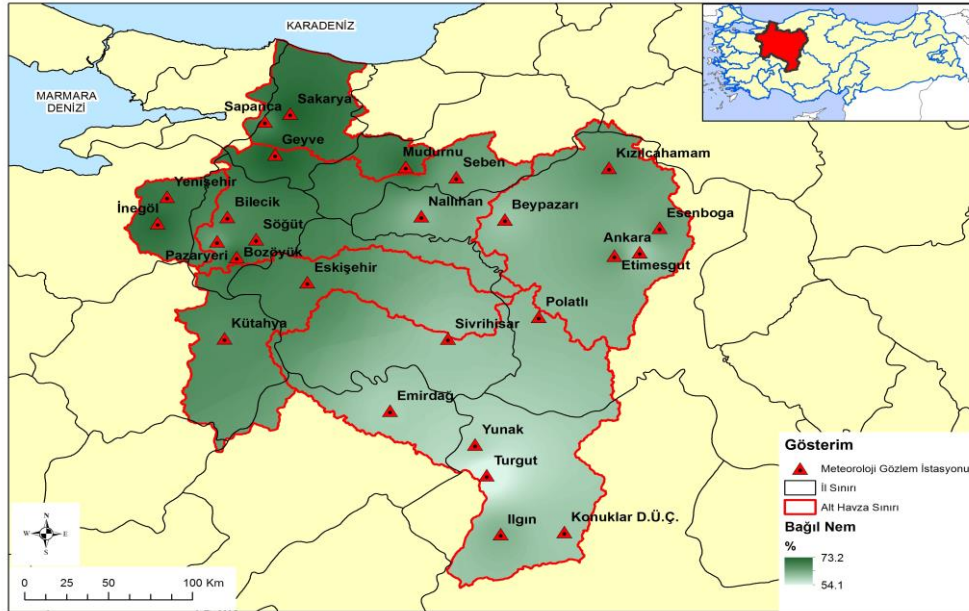 KARADENİZ
MARMARA
DENİZİ
Sapanca
Sakarya
Geyve
Mudurnu
Seben
Kızılcahamam
Yenişehir
İnegöl
Bilecik
Nallıhan
Beypazarı
Esenboga
Söğüt
Ankara
Pazaryeri
Bozöyük
Etimesgut
Eskişehir
Polatlı
Kütahya
Sivrihisar
Emirdağ
Yunak
Turgut
Ilgın
Konuklar D.Ü.Ç.
Gösterim
Meteoroloji Gözlem İstasyonu
İl Sınırı
Alt Havza Sınırı
Bağıl Nem
%
73.2
54.1
N
W E
S
0 25 50 100 Km